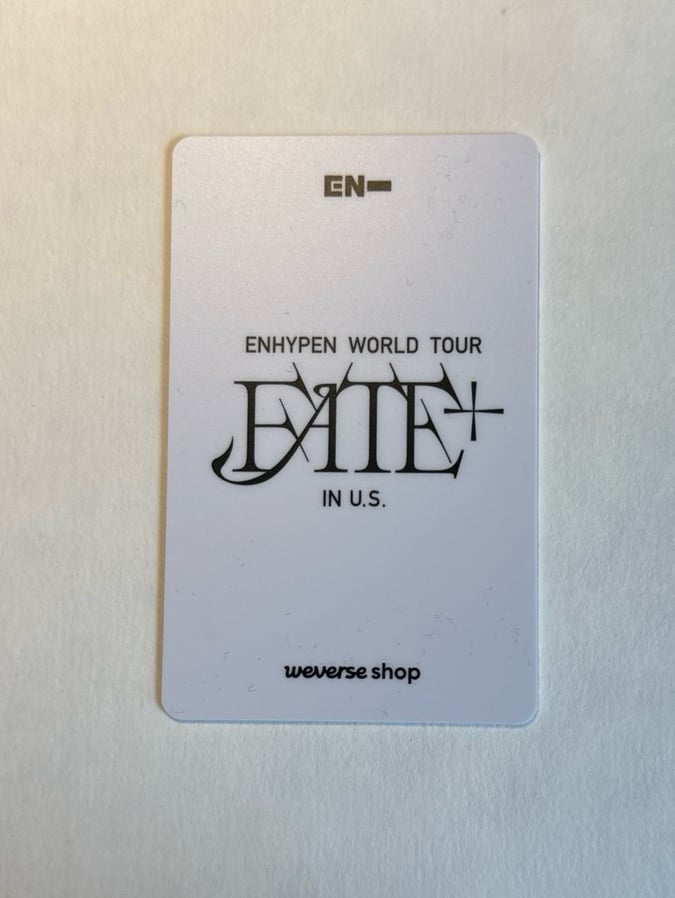 EN-
ENHYPEN WORLD TOUR
FATE+
IN U.S.
weverse shop